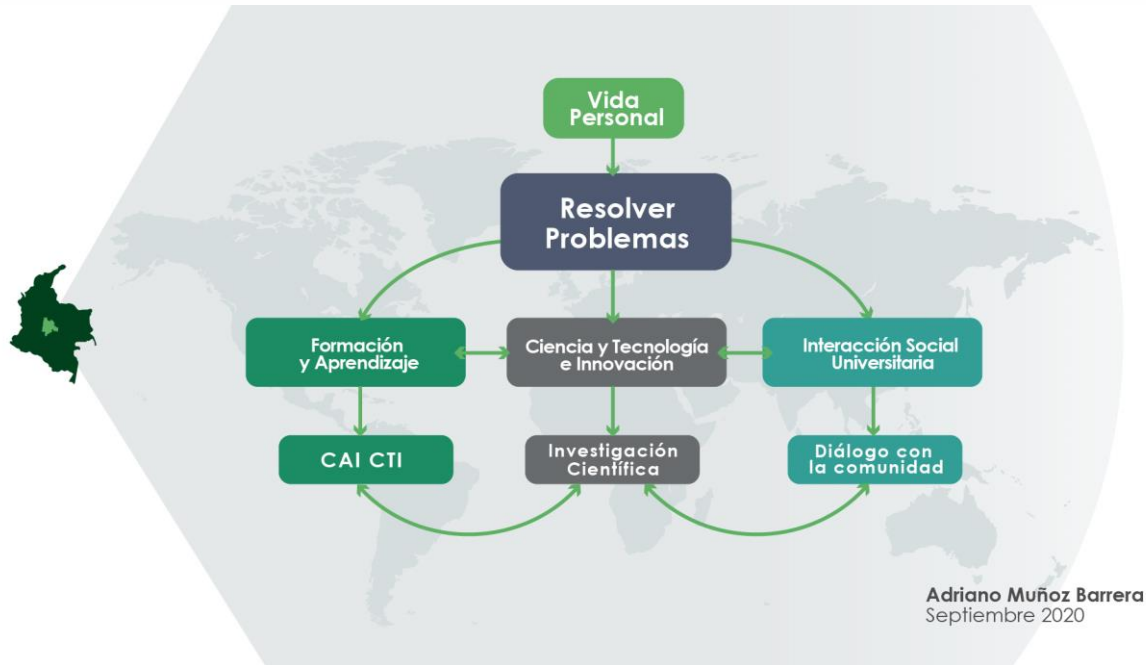 Vida
Personal
Resolver
Problemas
Formación
y Aprendizaje
Ciencia y Tecnología
e Innovación
Interacción Social
Universitaria
CAI CTI
Investigación
Científica
Diálogo con
la comunidad
Adriano Muñoz Barrera
Septiembre 2020